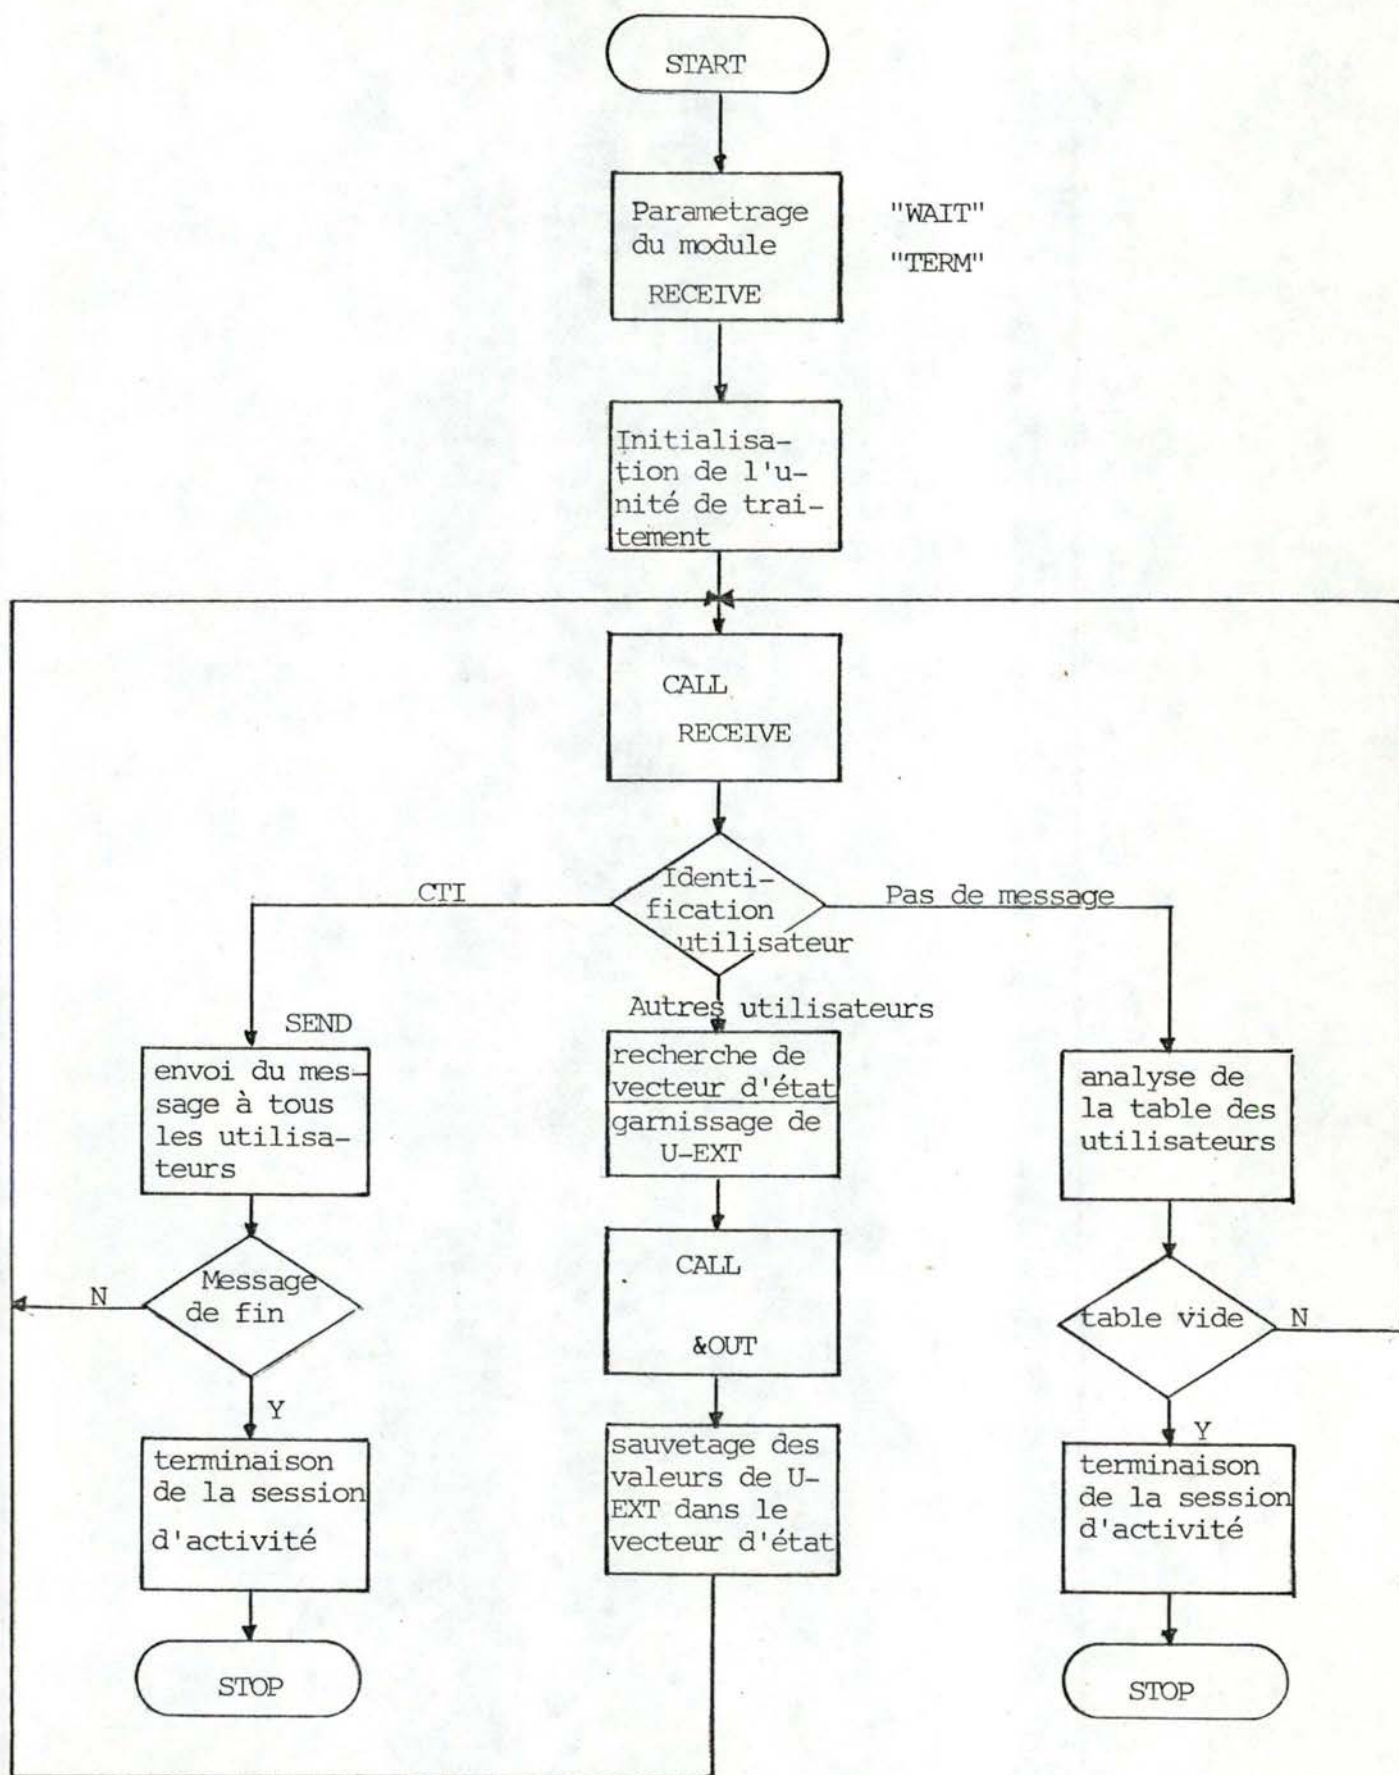 START
Parametrage
du module
RECEIVE
"WAIT"
"TERM"
Initialisa-
tion de l'u-
nité de trai-
tement
CALL
RECEIVE
Identi-
fication
utilisateur
CTI
Pas de message
Autres utilisateurs
SEND
envoi du mes-
sage à tous
les utilisa-
teurs
recherche de
vecteur d'état
garnissage de
U-EXT
analyse de
la table des
utilisateurs
Message
de fin
N
Y
CALL
&OUT
table vide
N
Y
terminaison
de la session
d'activité
sauvetage des
valeurs de U-
EXT dans le
vecteur d'état
terminaison
de la session
d'activité
STOP
STOP